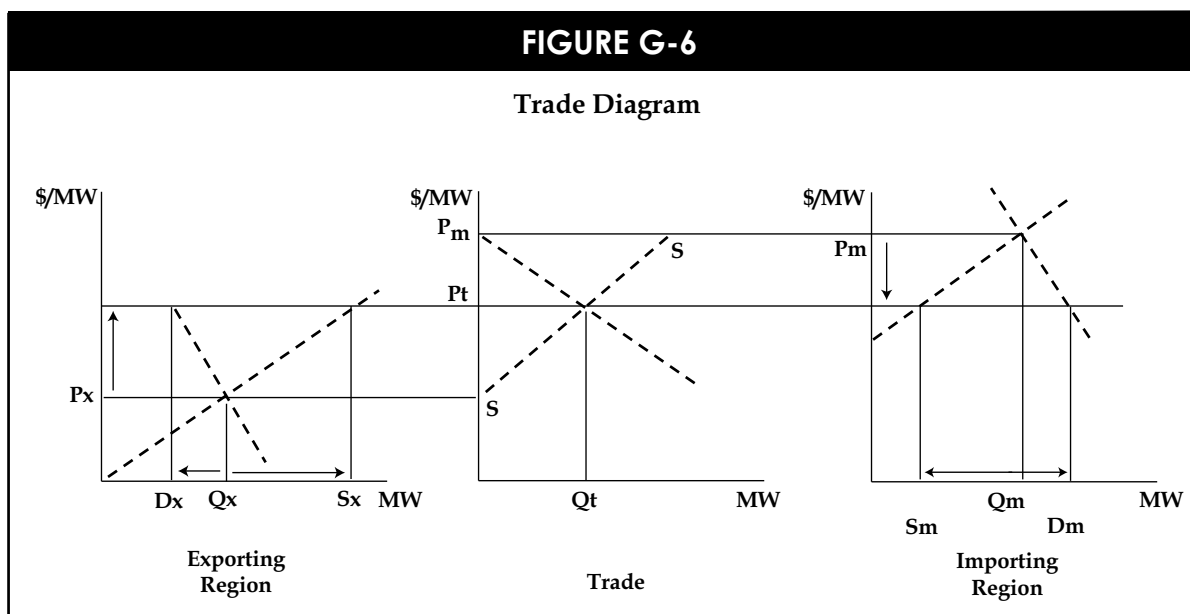 FIGURE G-6
Trade Diagram
$/MW
$/MW
$/MW
Pm
Pm
S
Pt
Px
S
Dx
Qx
Sx
MW
Qt
MW
Qm
MW
Sm
Dm
Exporting
Region
Trade
Importing
Region